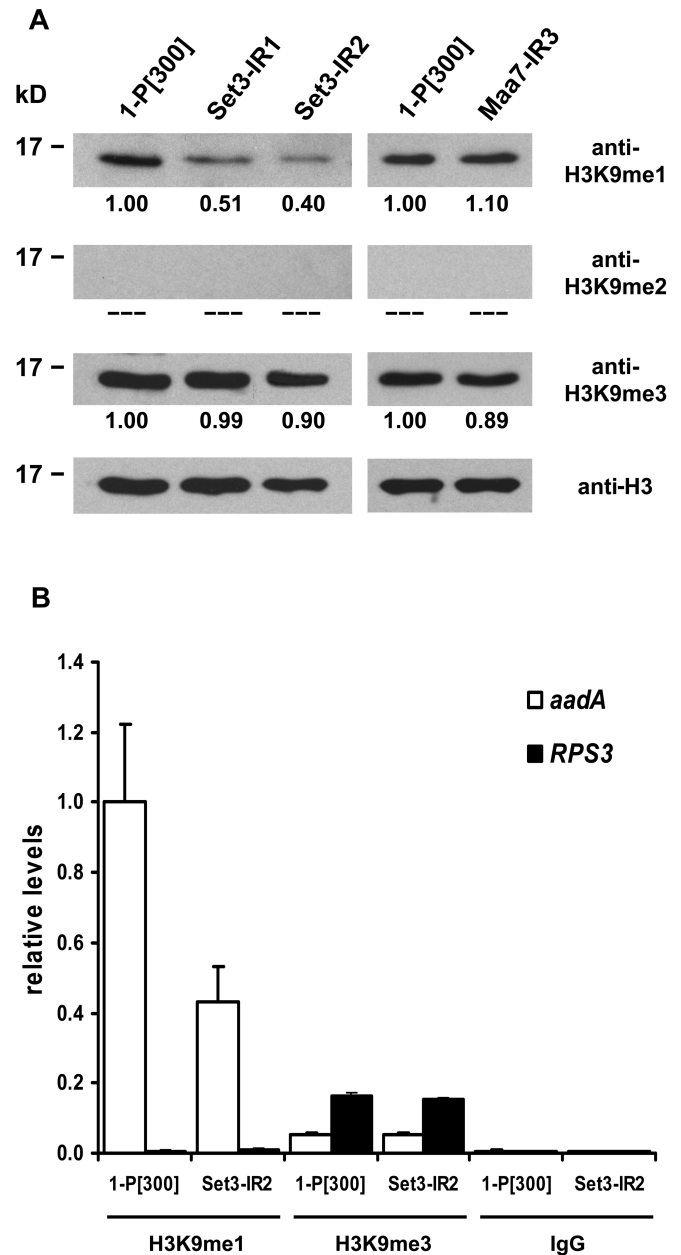 A
kD
1-P[300] Set3-IR1 Set3-IR2 1-P[300] Maa7-IR3
17 –
anti-
H3K9me1
1.00 0.51 0.40 1.00 1.10
17 –
anti-
H3K9me2
--- --- --- --- ---
17 –
anti-
H3K9me3
1.00 0.99 0.90 1.00 0.89
17 –
anti-H3
B
relative levels
1.4
1.2
1.0
0.8
0.6
0.4
0.2
0.0
aadA
RPS3
1-P[300] Set3-IR2 1-P[300] Set3-IR2 1-P[300] Set3-IR2
H3K9me1 H3K9me3 IgG